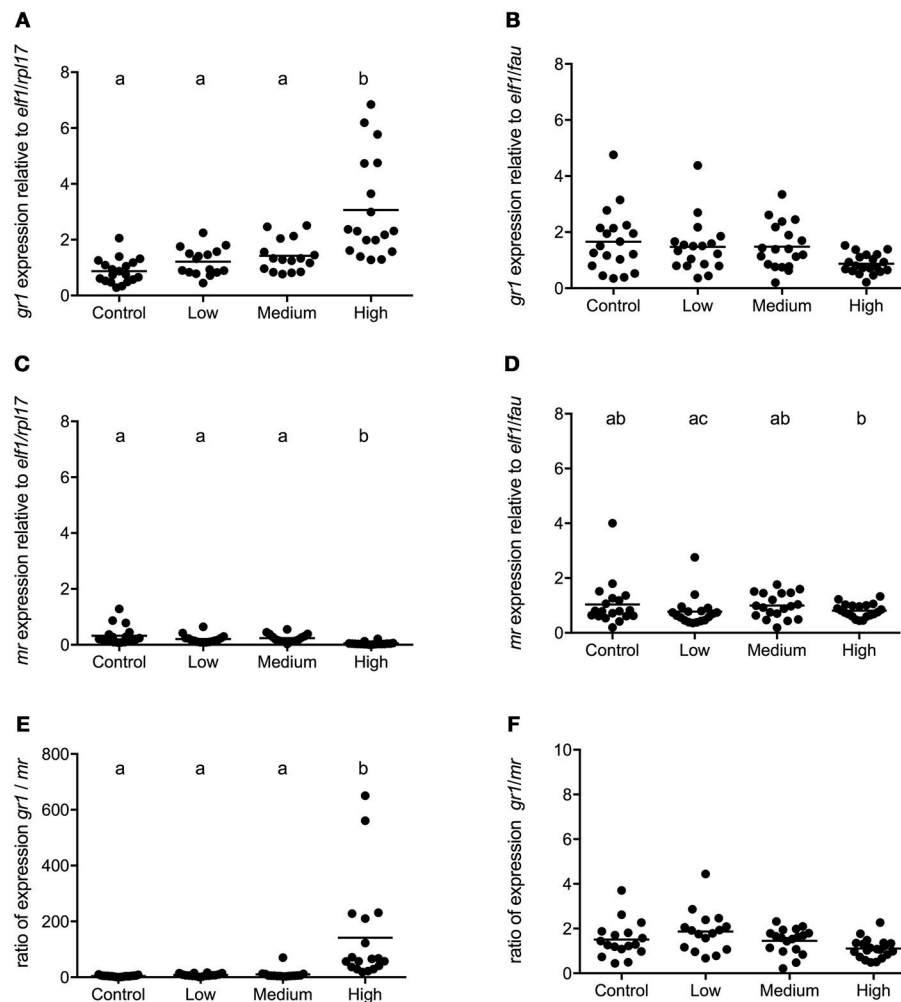 A
gr1 expression relative to elf1/rpl17
8
6
4
2
0
a a a b
Control Low Medium High
B
gr1 expression relative to elf1/fau
8
6
4
2
0
Control Low Medium High
C
mr expression relative to elf1/rpl17
8
6
4
2
0
a a a b
Control Low Medium High
D
mr expression relative to elf1/fau
8
6
4
2
0
ab ac ab b
Control Low Medium High
E
ratio of expression gr1 / mr
800
600
400
200
0
a a a b
Control Low Medium High
F
ratio of expression gr1/mr
10
8
6
4
2
0
Control Low Medium High